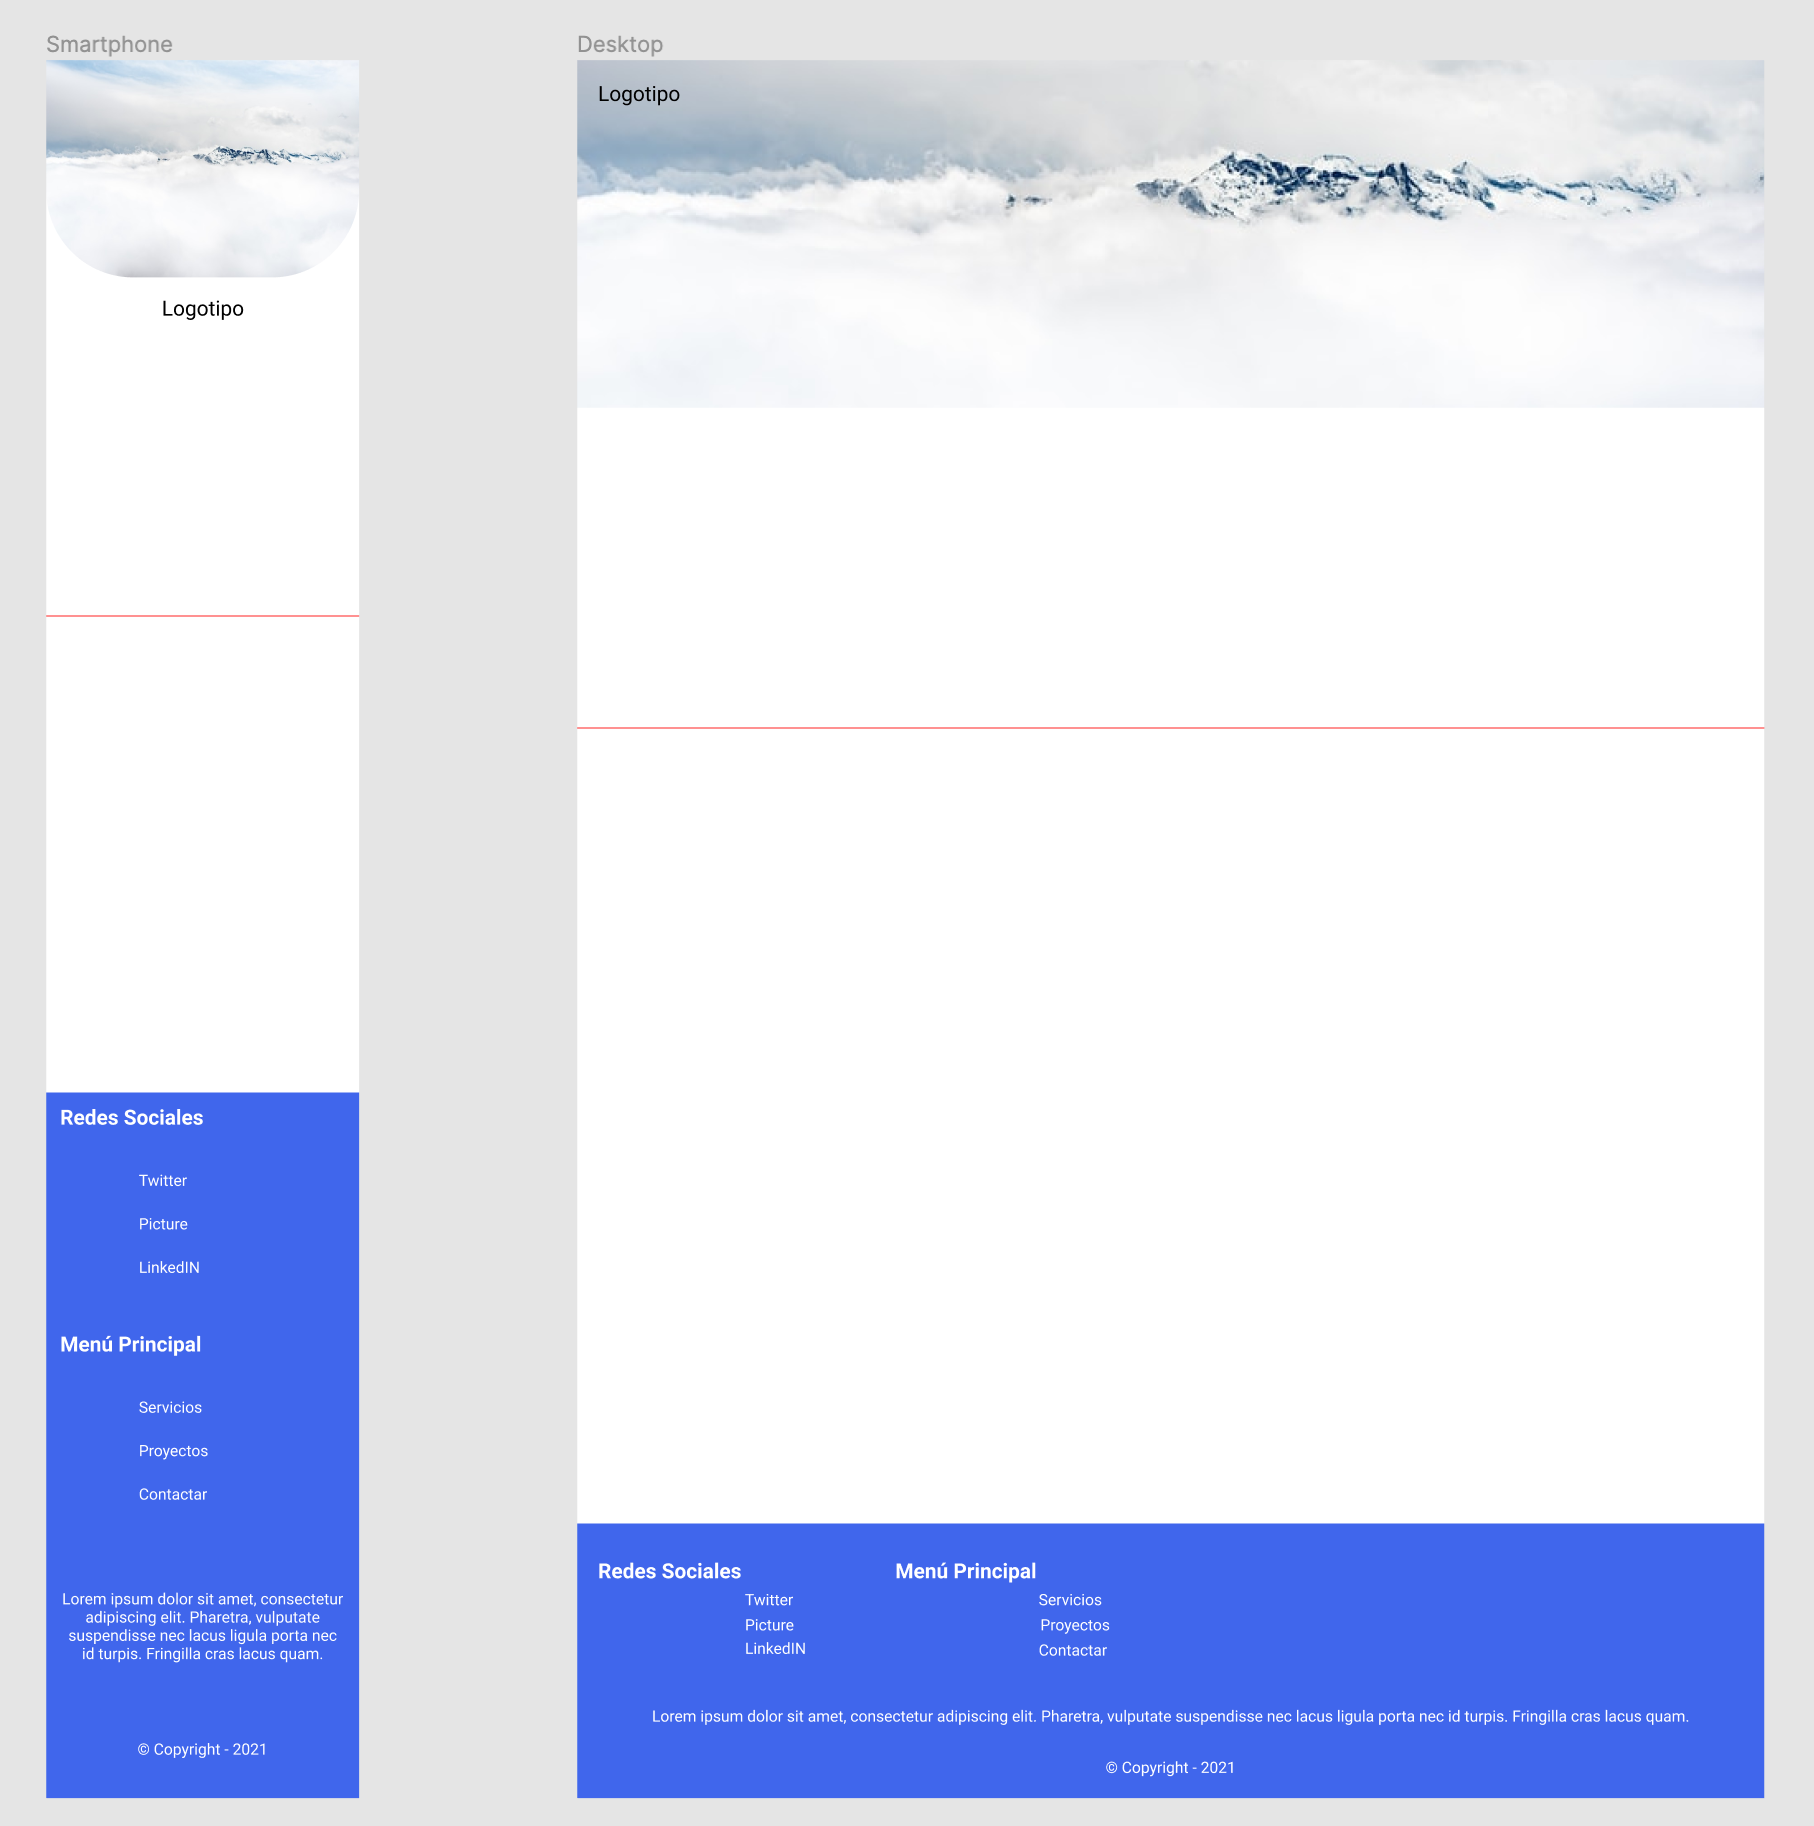 Smartphone
Logotipo
Redes Sociales
Twitter
Picture
LinkedIN
Menú Principal
Servicios
Proyectos
Contactar
Lorem ipsum dolor sit amet, consectetur
adipiscing elit. Pharetra, vulputate
suspendisse nec lacus ligula porta nec
id turpis. Fringilla cras lacus quam.
© Copyright - 2021
Desktop
Logotipo
Redes Sociales
Twitter
Picture
LinkedIN
Menú Principal
Servicios
Proyectos
Contactar
Lorem ipsum dolor sit amet, consectetur adipiscing elit. Pharetra, vulputate suspendisse nec lacus ligula porta nec id turpis. Fringilla cras lacus quam.
© Copyright - 2021